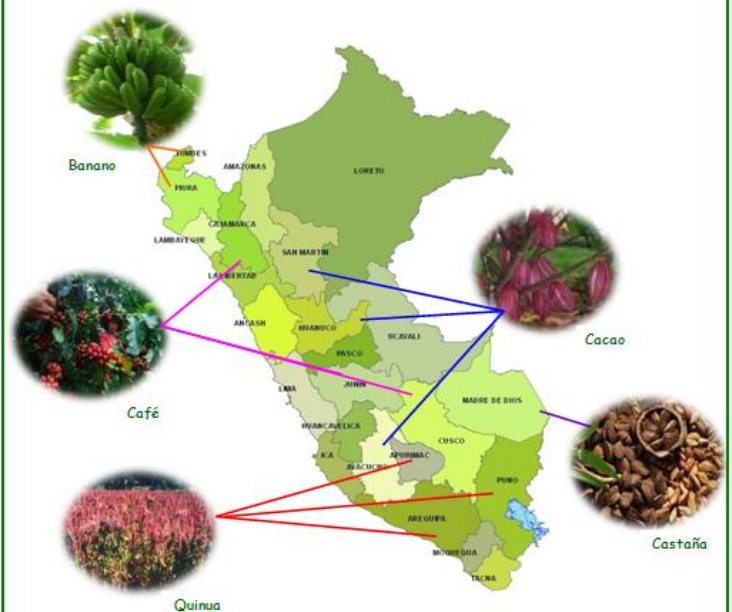 Banano
TUMBES
AMAZONAS
LORETO
PIURA
CAJAMARCA
LAMBAYEQUE
SAN MARTIN
LA LIBERTAD
ANCASH
HUANUCO
UCAYALI
Cacao
PASCO
LIMA
JUNIN
MADRE DE DIOS
Café
HUANCAVELICA
CUSCO
ICA
APURIMAC
AYACUCHO
PUNO
AREQUIPA
Castaña
MOQUEGUA
TACNA
Quinua